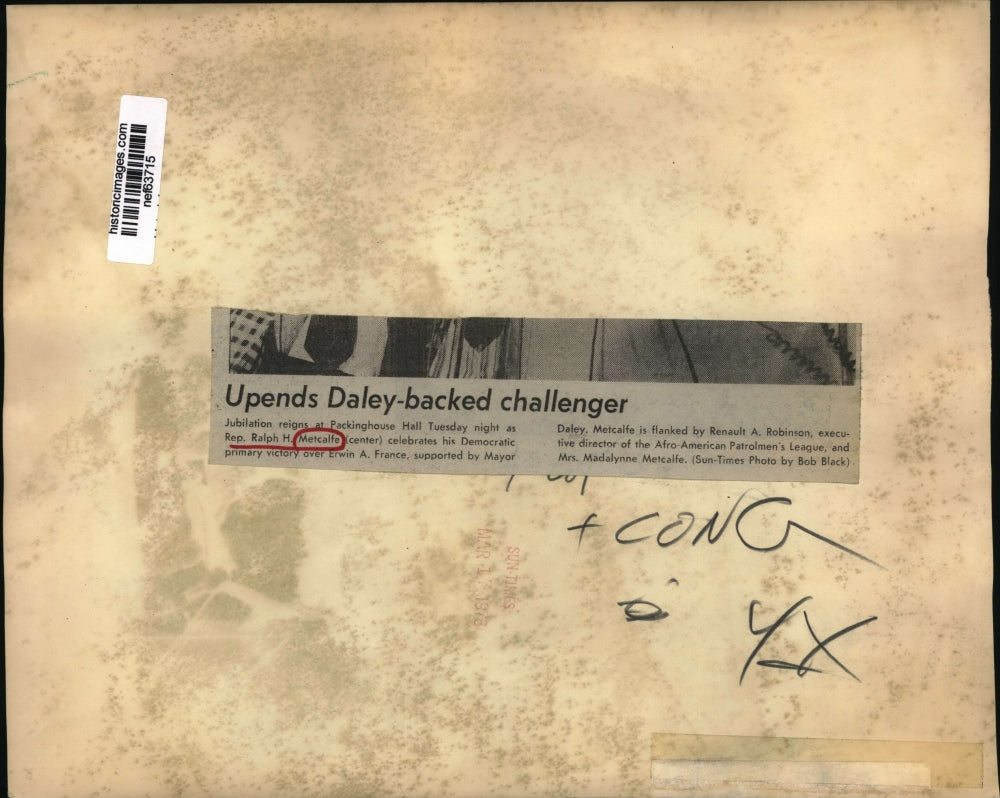 historicimages.com
nef63715
Upends Daley-backed challenger
Jubilation reigns at Packinghouse Hall Tuesday night as
Rep. Ralph H. Metcalfe (center) celebrates his Democratic
primary victory over Erwin A. France, supported by Mayor
Daley. Metcalfe is flanked by Renault A. Robinson, execu-
tive director of the Afro-American Patrolmen's League, and
Mrs. Madalynne Metcalfe. (Sun-Times Photo by Bob Black)
+ CONG
YX
SUN-TIMES
MAR 1